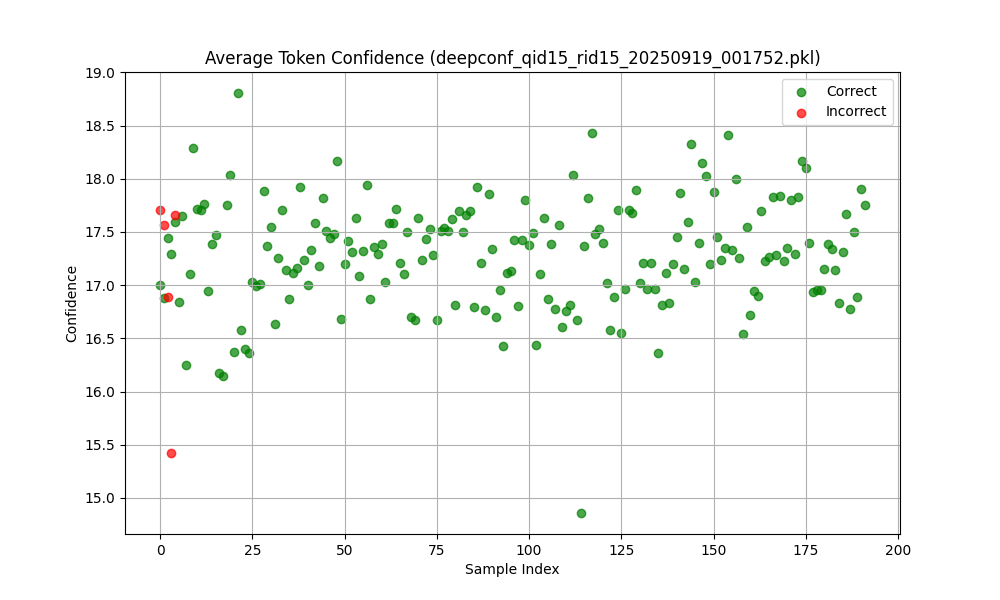 Average Token Confidence (deepconf_qid15_rid15_20250919_001752.pkl)
Correct
Incorrect
Confidence
19.0
18.5
18.0
17.5
17.0
16.5
16.0
15.5
15.0
0 25 50 75 100 125 150 175 200
Sample Index